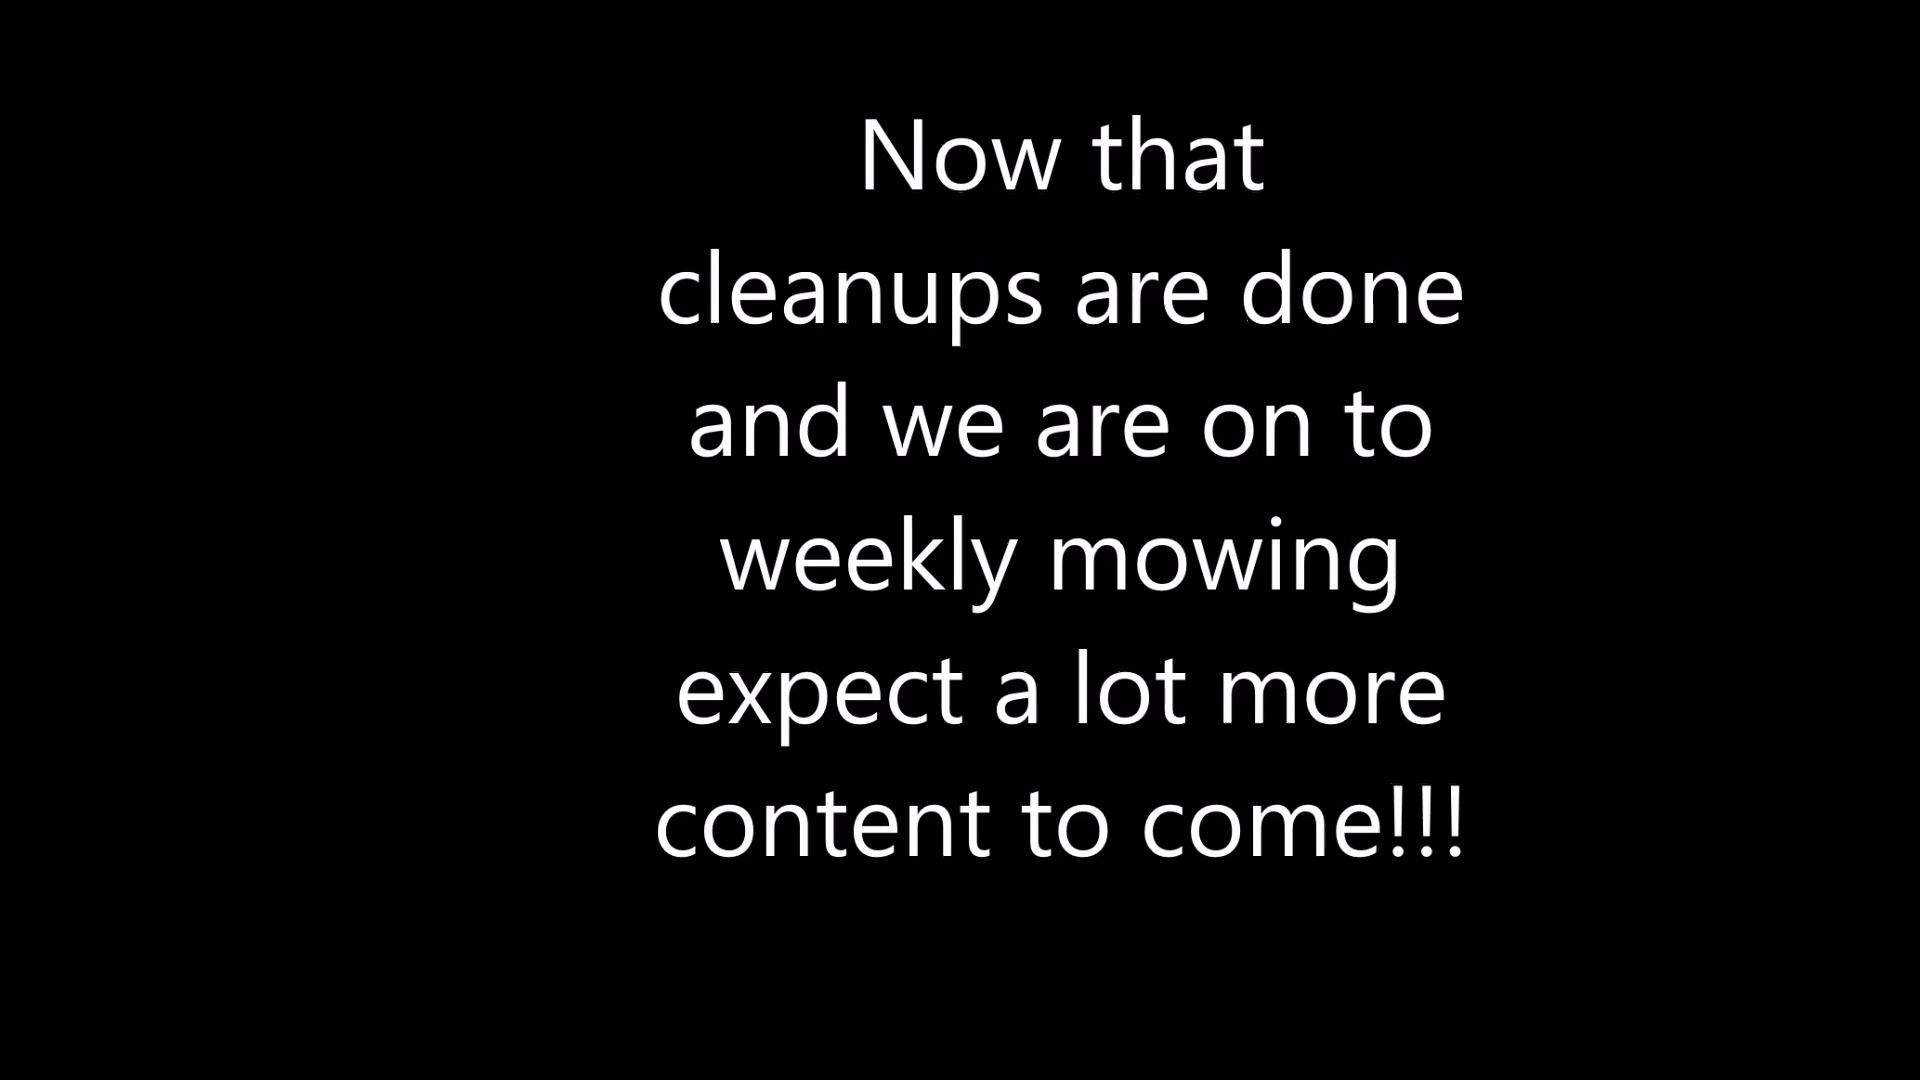 Now that
cleanups are done
and we are on to
weekly mowing
expect a lot more
content to come!!!